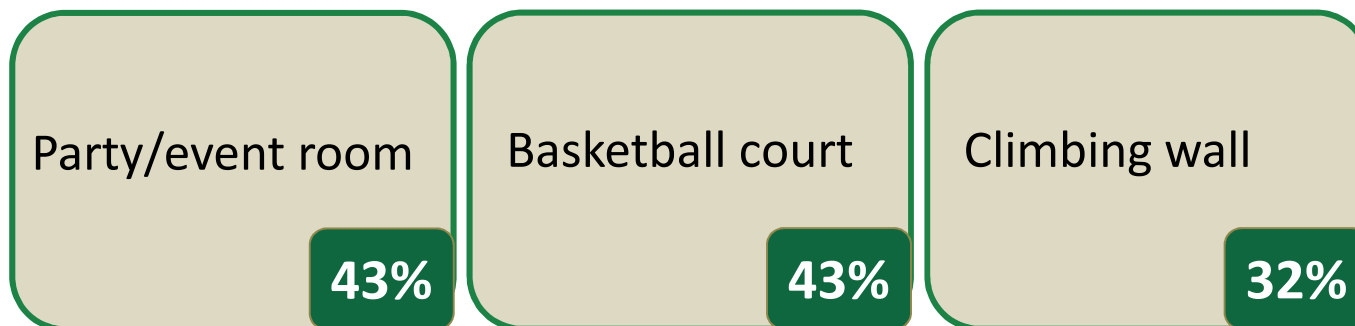 Party/event room
43%
Basketball court
43%
Climbing wall
32%